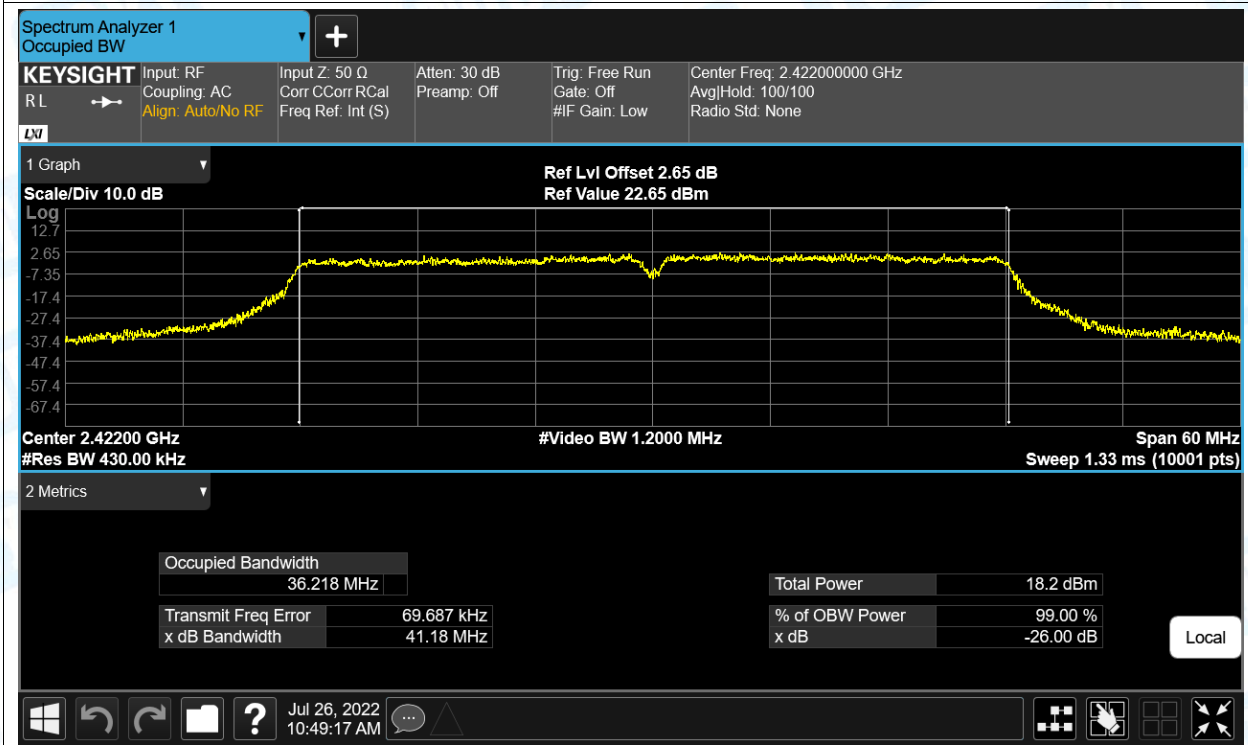 Spectrum Analyzer 1
Occupied BW
KEYSIGHT
R L
LXI
Input: RF
Coupling: AC
Align: Auto/No RF
Input Z: 50 Ω
Corr CCorr RCal
Freq Ref: Int (S)
Atten: 30 dB
Preamp: Off
Trig: Free Run
Gate: Off
#IF Gain: Low
Center Freq: 2.422000000 GHz
Avg|Hold: 100/100
Radio Std: None
1 Graph
Scale/Div 10.0 dB
Ref Lvl Offset 2.65 dB
Ref Value 22.65 dBm
Log
12.7
2.65
-7.35
-17.4
-27.4
-37.4
-47.4
-57.4
-67.4
Center 2.42200 GHz
#Res BW 430.00 kHz
#Video BW 1.2000 MHz
Span 60 MHz
Sweep 1.33 ms (10001 pts)
2 Metrics
Occupied Bandwidth
36.218 MHz
Transmit Freq Error 69.687 kHz
x dB Bandwidth 41.18 MHz
Total Power 18.2 dBm
% of OBW Power 99.00 %
x dB -26.00 dB
Local
?
Jul 26, 2022
10:49:17 AM